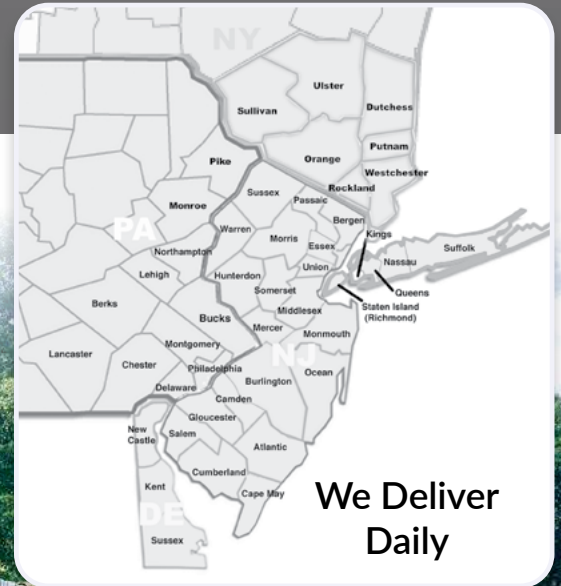 NY
Ulster
Sullivan
Dutchess
Putnam
Pike
Orange
Westchester
Rockland
Sussex
Passaic
Monroe
Bergen
PA
Warren
Kings
Morris
Essex
Suffolk
Northampton
Nassau
Union
Lehigh
Hunterdon
Somerset
Queens
Berks
Middlesex
Staten Island
(Richmond)
Bucks
Mercer
Monmouth
Montgomery
NJ
Lancaster
Chester
Philadelphia
Ocean
Delaware
Burlington
Camden
Gloucester
New
Castle
Salem
Atlantic
Cumberland
Kent
Cape May
DE
Sussex
We Deliver
Daily